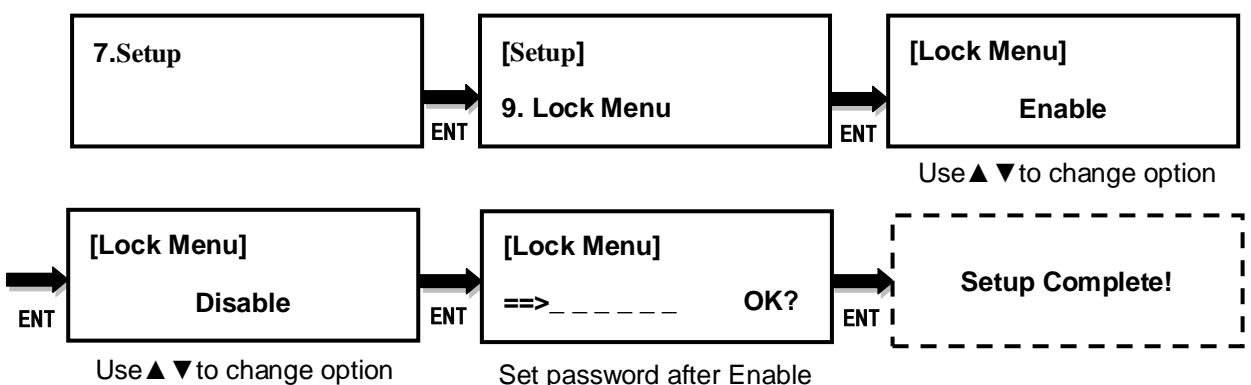 7.Setup
ENT
[Setup]
9. Lock Menu
ENT
[Lock Menu]
Enable
Use▲▼to change option
ENT
[Lock Menu]
Disable
Use▲▼to change option
ENT
[Lock Menu]
==>_ _ _ _ _ _ OK?
Set password after Enable
ENT
Setup Complete!